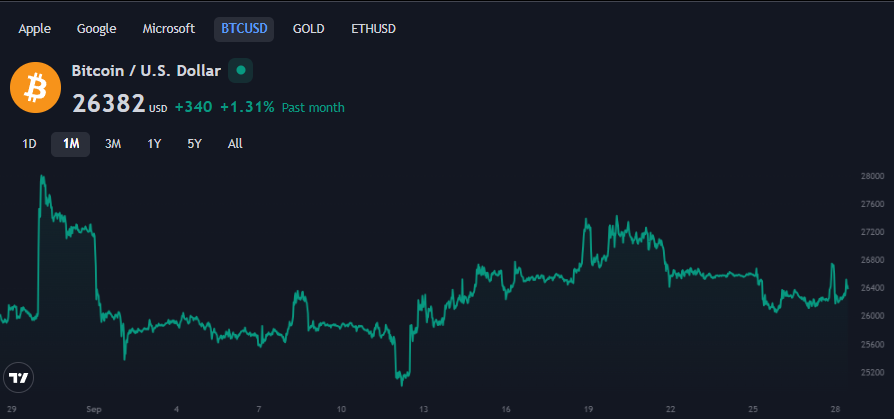 Apple Google Microsoft BTCUSD GOLD ETHUSD
Bitcoin / U.S. Dollar
26382 USD +340 +1.31% Past month
1D 1M 3M 1Y 5Y All
28000
27600
27200
26800
26400
26000
25600
25200
29 Sep 4 7 10 13 16 19 22 25 28